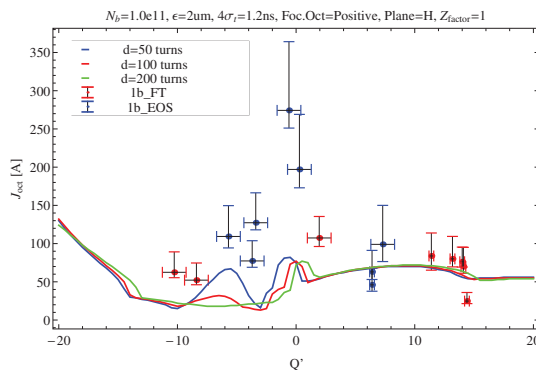 N_b=1.0e11, ϵ=2um, 4σ_t=1.2ns, Foc.Oct=Positive, Plane=H, Z_factor=1
d=50 turns
d=100 turns
d=200 turns
1b_FT
1b_EOS
J_oct [A]
350
300
250
200
150
100
50
0
-20 -10 0 10 20
Q'